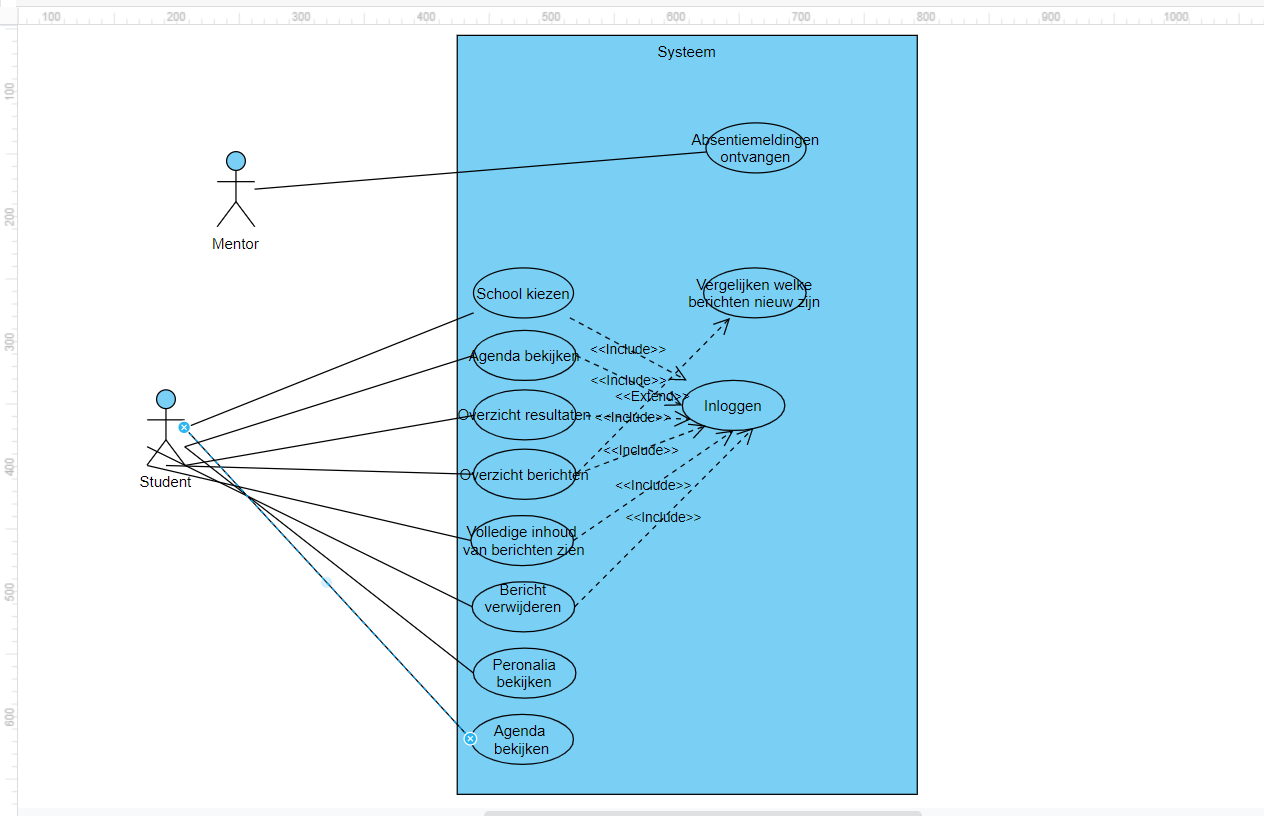 100 200 300 400 500 600 700 800 900 1000
100
200
300
400
500
600
Systeem
Absentiemeldingen
ontvangen
Mentor
School kiezen
Vergelijken welke
berichten nieuw zijn
<<Include>>
Agenda bekijken
<<Include>>
<<Extend>>
Inloggen
Overzicht resultaten
<<Include>>
<<Include>>
Overzicht berichten
Student
<<Include>>
<<Include>>
Volledige inhoud
van berichten zien
Bericht
verwijderen
Peronalia
bekijken
Agenda
bekijken